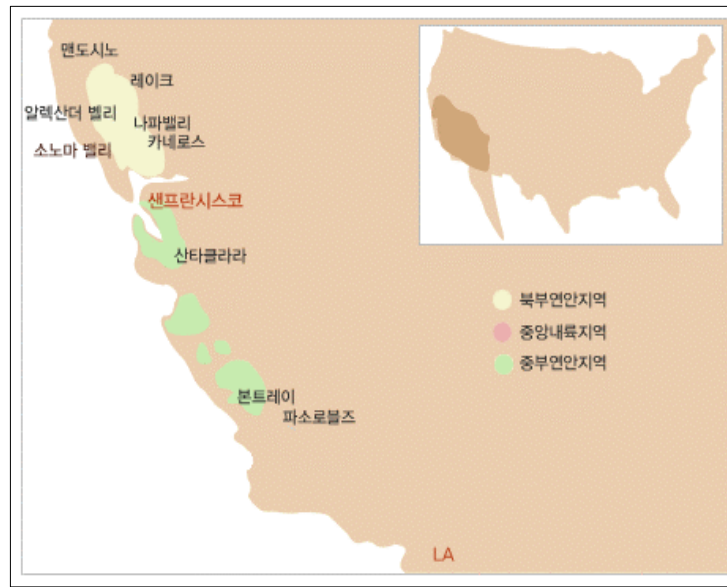 맨도시노
레이크
알렉산더 벨리
나파밸리
카네로스
소노마 밸리
샌프란시스코
산타클라라
북부연안지역
중앙내륙지역
중부연안지역
본트레이
파소로블즈
LA